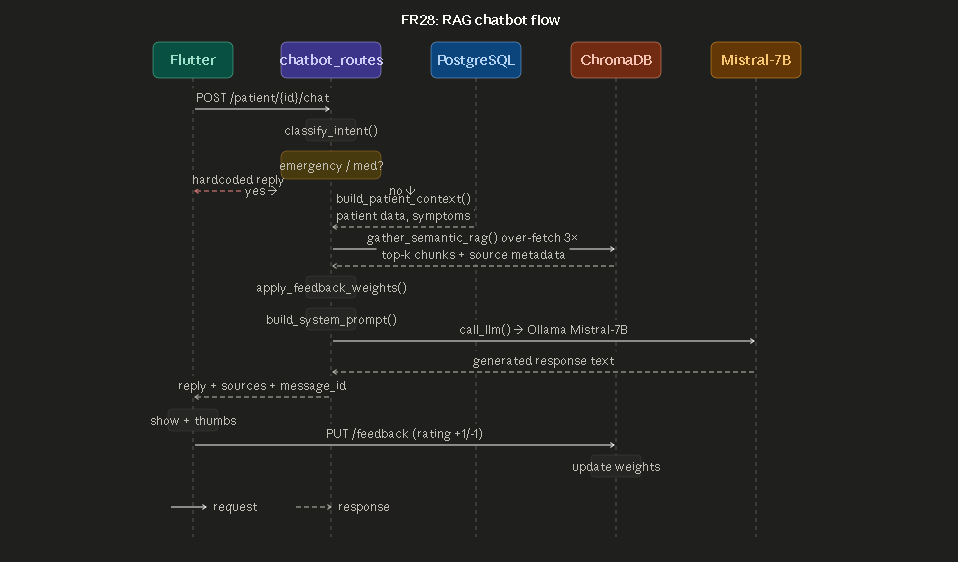 FR28: RAG chatbot flow
Flutter
chatbot_routes
PostgreSQL
ChromaDB
Mistral-7B
POST /patient/{id}/chat
classify_intent()
emergency / med?
hardcoded reply
yes →
no ↓
build_patient_context()
patient data, symptoms
gather_semantic_rag() over-fetch 3×
top-k chunks + source metadata
apply_feedback_weights()
build_system_prompt()
call_llm() → Ollama Mistral-7B
generated response text
reply + sources + message_id
show + thumbs
PUT /feedback (rating +1/-1)
update weights
request
response